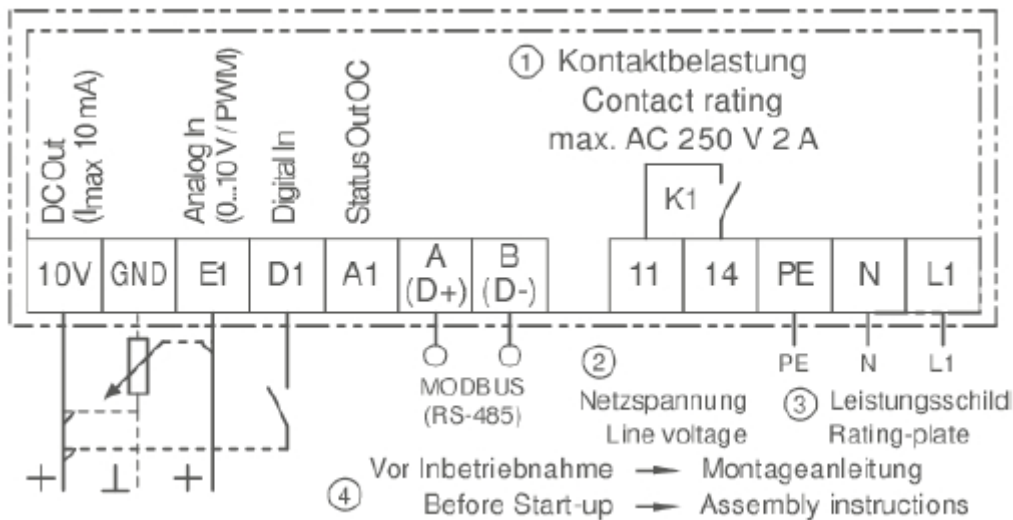 DC Out
(Imax 10 mA)
Analog In
(0...10 V / PWM)
Digital In
Status Out OC
① Kontaktbelastung
Contact rating
max. AC 250 V 2 A
K1
10V GND E1 D1 A1 A (D+) B (D-) 11 14 PE N L1
MODBUS
(RS-485)
PE N L1
②
Netzspannung
Line voltage
③ Leistungsschild
Rating-plate
④
Vor Inbetriebnahme → Montageanleitung
Before Start-up → Assembly instructions
+ ⊥ +